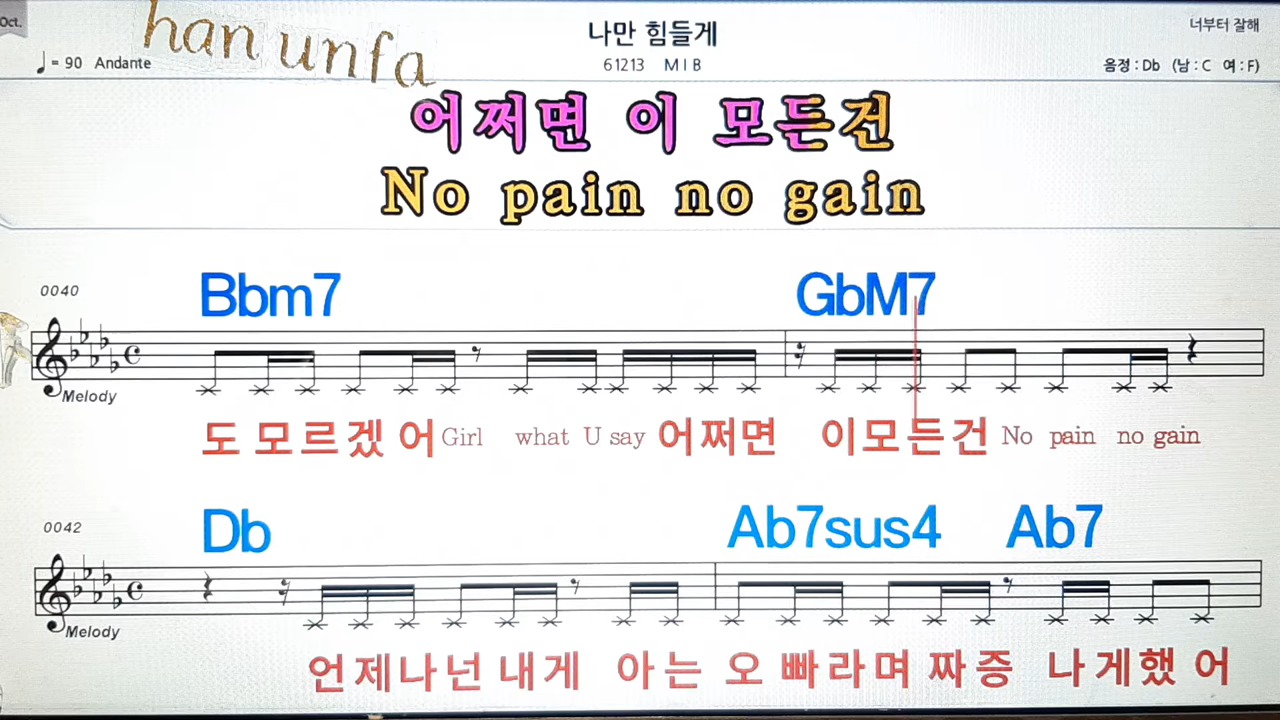 Oct.
han unfa
나만 힘들게
너부터 잘해
♩= 90 Andante
61213 M I B
음정 : Db (남 : C 여 : F)
어쩌면 이 모든건
No pain no gain
0040
Bbm7 GbM7
Melody
도 모르겠 어 Girl what U say 어쩌면 이모든건 No pain no gain
0042
Db Ab7sus4 Ab7
Melody
언제나넌 내게 아는 오 빠라며 짜증 나게했 어